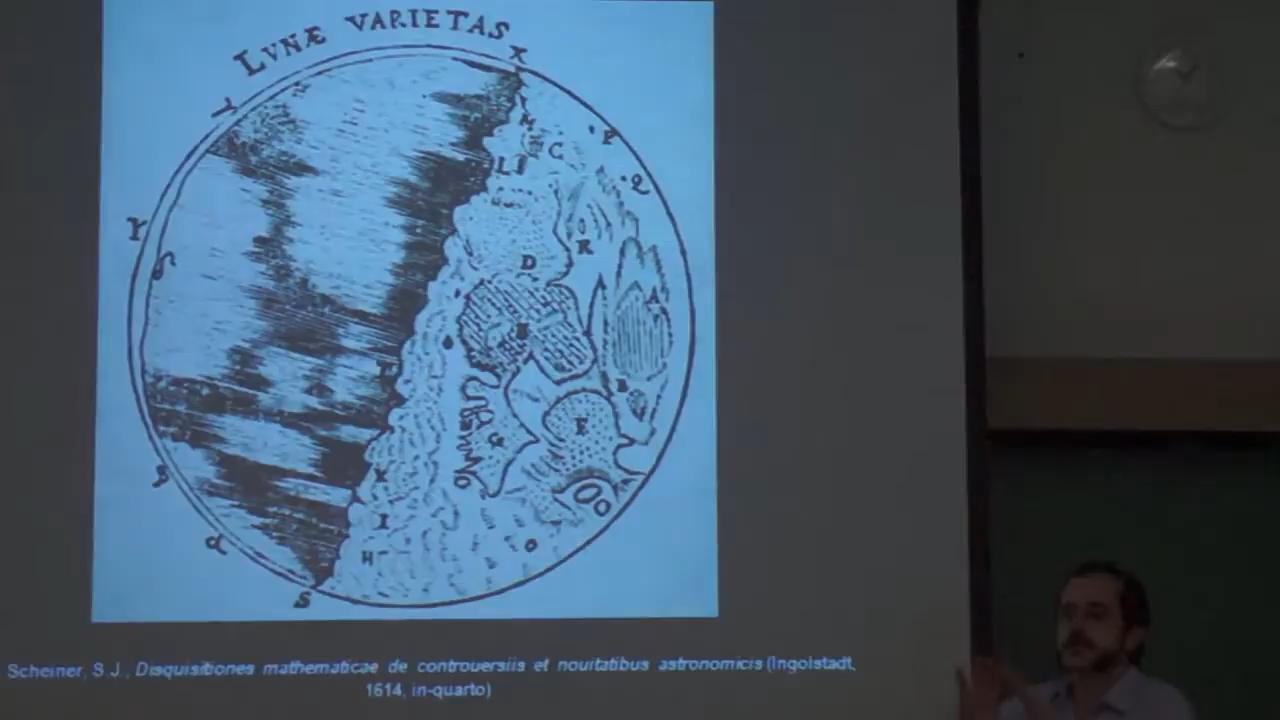 LVNÆ VARIETAS
X
Y
P
C
L I
Q
R
D
A
T
E
G
X
I
H
O
S
Scheiner, S.J., Disquisitiones mathematicae de controuersiis et nouitatibus astronomicis (Ingolstadt,
1614, in-quarto)